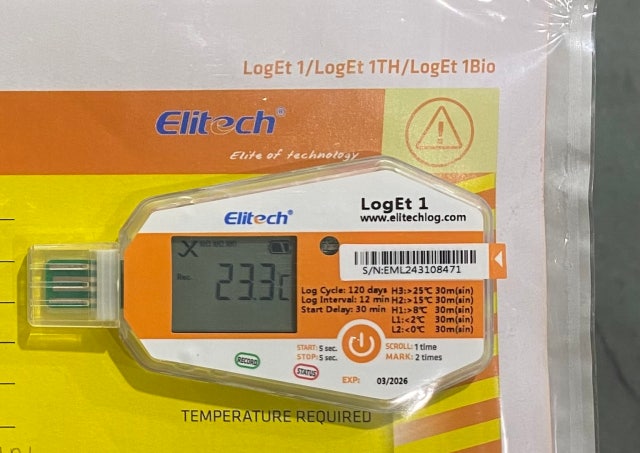 LogEt 1/LogEt 1TH/LogEt 1Bio
Elitech®
Elite of technology
LogEt 1
www.elitechlog.com
Elitech®
S/N:EML243108471
Rec.
23.3C
Log Cycle: 120 days
Log Interval: 12 min
Start Delay: 30 min
H3:>25℃ 30m(sin)
H2:>15℃ 30m(sin)
H1:>8℃ 30m(sin)
L1:<2℃ 30m(sin)
L2:<0℃ 30m(sin)
START: 5 sec.
STOP: 5 sec.
SCROLL: 1 time
MARK: 2 times
RECORD
STATUS
EXP: 03/2026
TEMPERATURE REQUIRED